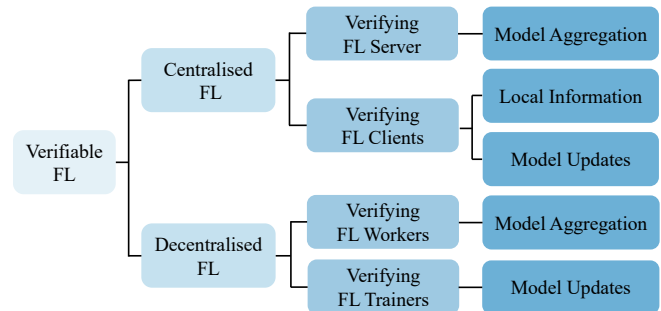 Verifiable
FL
Centralised
FL
Verifying
FL Server
Model Aggregation
Verifying
FL Clients
Local Information
Model Updates
Decentralised
FL
Verifying
FL Workers
Model Aggregation
Verifying
FL Trainers
Model Updates